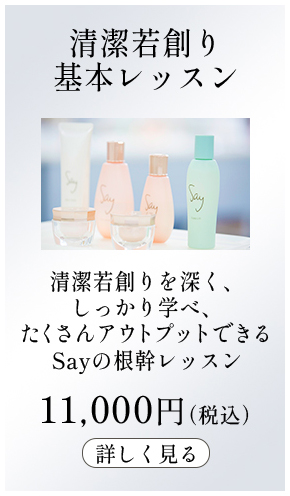 清潔若創り
基本レッスン
Say
Say
Say
清潔若創りを深く、
しっかり学べ、
たくさんアウトプットできる
Sayの根幹レッスン
11,000円(税込)
詳しく見る